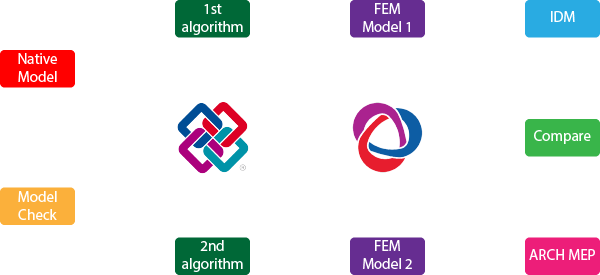 1st
algorithm
FEM
Model 1
IDM
Native
Model
Compare
Model
Check
2nd
algorithm
FEM
Model 2
ARCH MEP
®